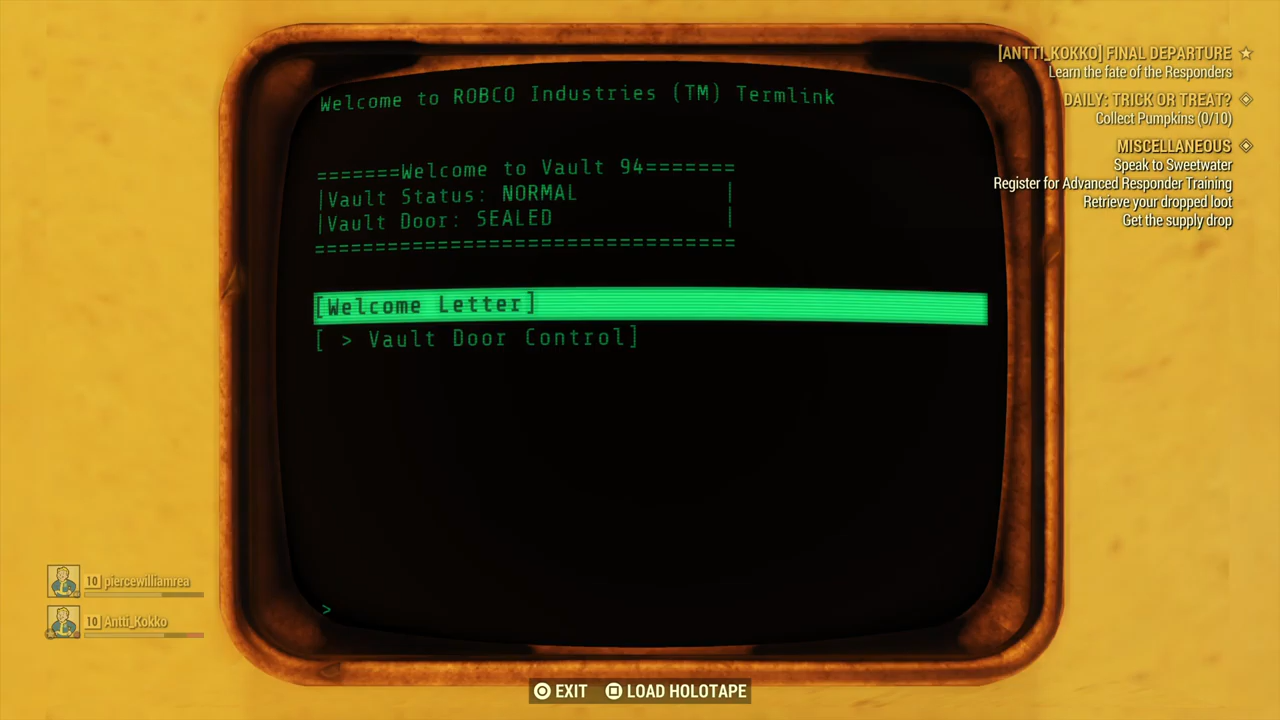 Welcome to ROBCO Industries (TM) Termlink
=======Welcome to Vault 94=======
|Vault Status: NORMAL |
|Vault Door: SEALED |
=================================
[Welcome Letter]
[ > Vault Door Control]
>
[ANTTI_KOKKO] FINAL DEPARTURE
Learn the fate of the Responders
DAILY: TRICK OR TREAT?
Collect Pumpkins (0/10)
MISCELLANEOUS
Speak to Sweetwater
Register for Advanced Responder Training
Retrieve your dropped loot
Get the supply drop
10 piercewilliamrea
10 Antti_Kokko
EXIT LOAD HOLOTAPE